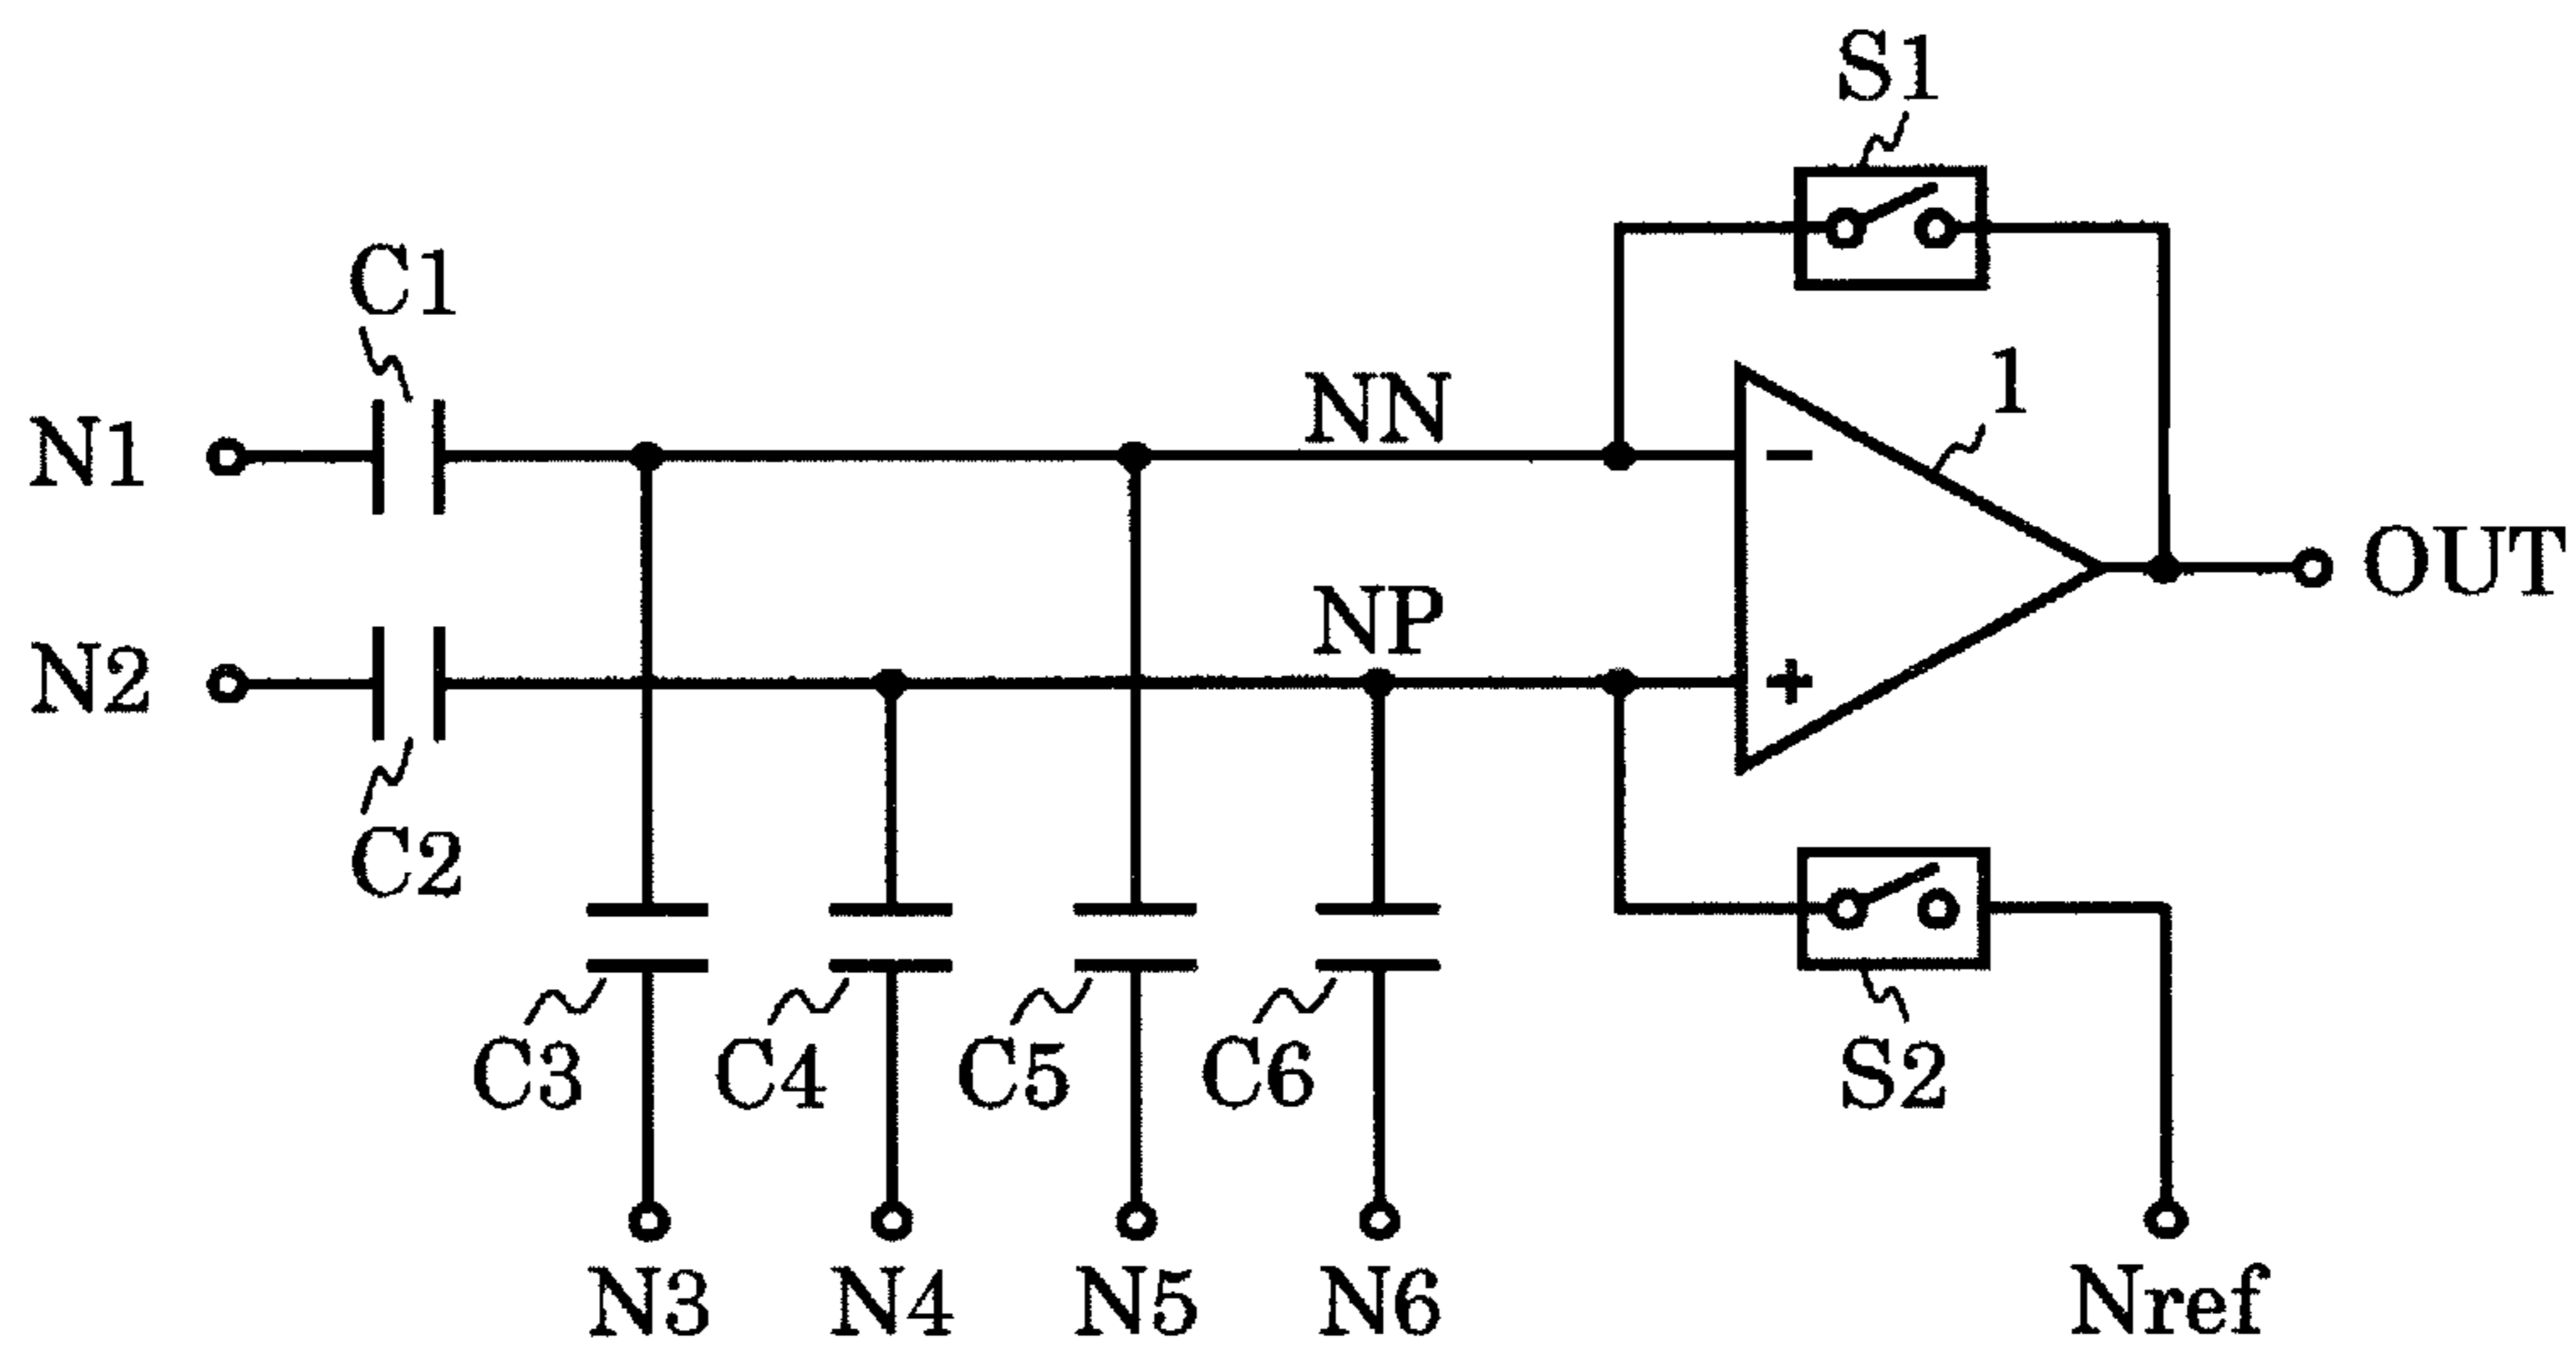 S1
C1
1
NN
N1
OUT
NP
N2
−
+
C2
C3 C4 C5 C6 S2
N3 N4 N5 N6 Nref